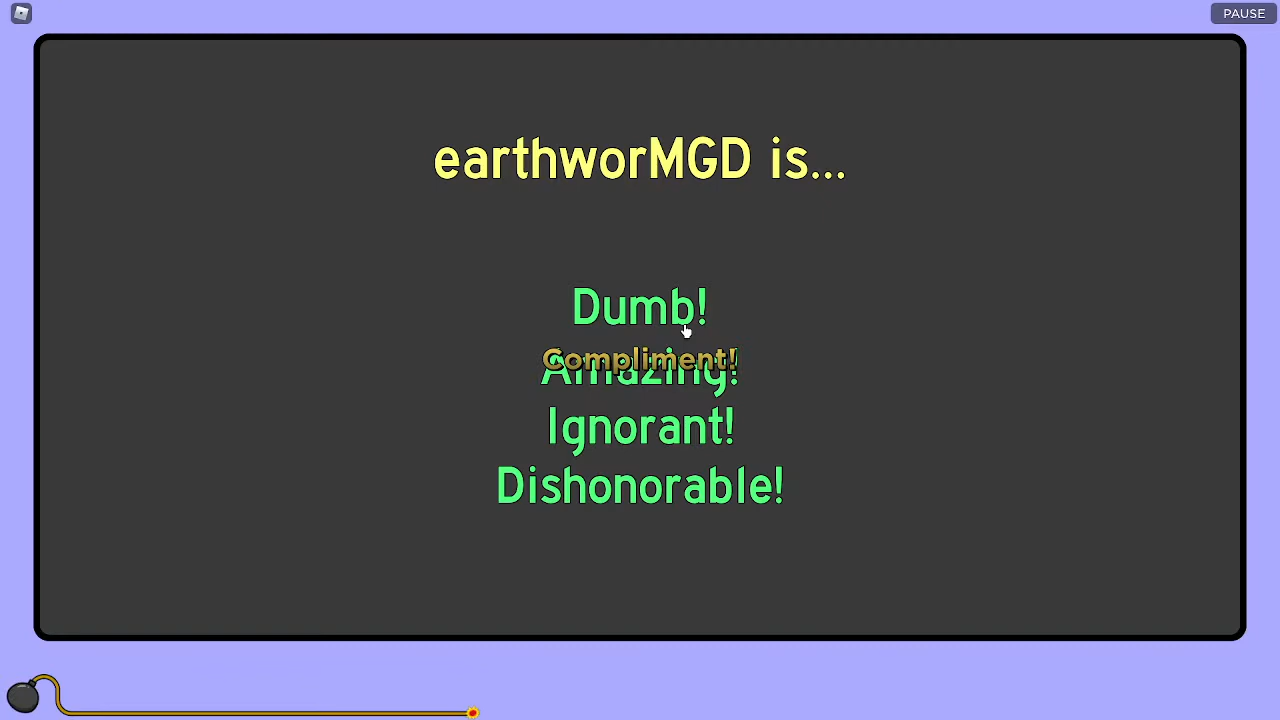 PAUSE
earthworMGD is...
Dumb!
Compliment!
Amazing!
Ignorant!
Dishonorable!